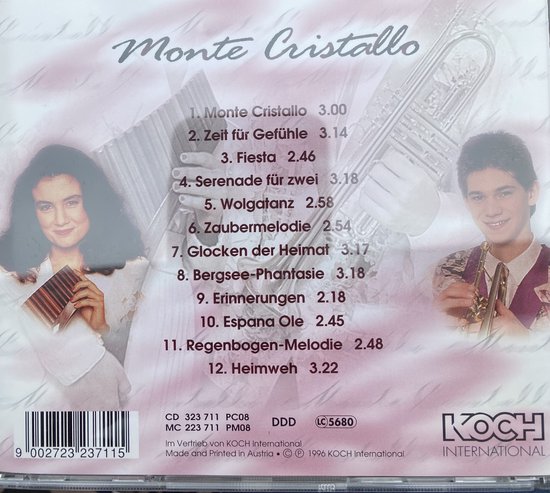 Monte Cristallo
1. Monte Cristallo 3.00
2. Zeit für Gefühle 3.14
3. Fiesta 2.46
4. Serenade für zwei 3.18
5. Wolgatanz 2.58
6. Zaubermelodie 2.54
7. Glocken der Heimat 3.17
8. Bergsee-Phantasie 3.18
9. Erinnerungen 2.18
10. Espana Ole 2.45
11. Regenbogen-Melodie 2.48
12. Heimweh 3.22
CD 323 711 PC08
MC 223 711 PM08
DDD
LC 5680
KOCH
INTERNATIONAL
9 002723 237115
Im Vertrieb von KOCH International
Made and Printed in Austria • © ℗ 1996 KOCH International